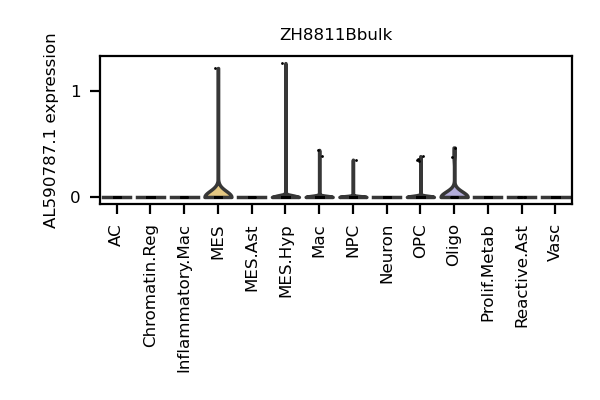 ZH8811Bbulk
AL590787.1 expression
1
0
AC
Chromatin.Reg
Inflammatory.Mac
MES
MES.Ast
MES.Hyp
Mac
NPC
Neuron
OPC
Oligo
Prolif.Metab
Reactive.Ast
Vasc